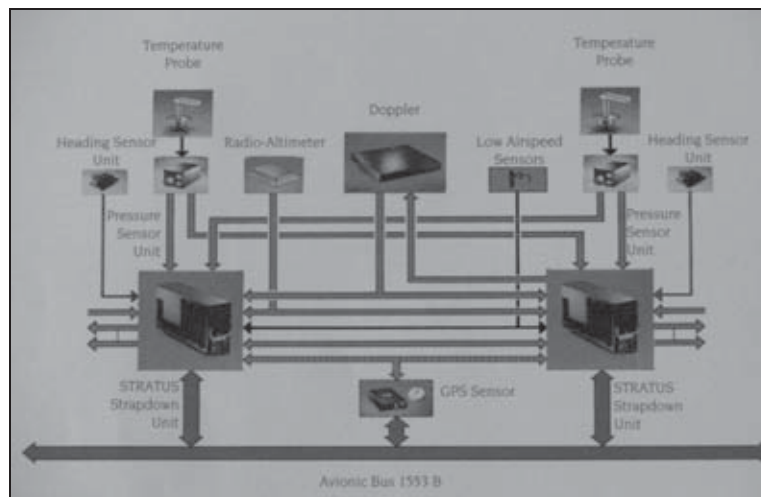 Temperature
Probe
Temperature
Probe
Doppler
Heading Sensor
Unit
Radio-Altimeter
Low Airspeed
Sensors
Heading Sensor
Unit
Pressure
Sensor
Unit
Pressure
Sensor
Unit
STRATUS
Strapdown
Unit
GPS Sensor
STRATUS
Strapdown
Unit
Avionic Bus 1553 B